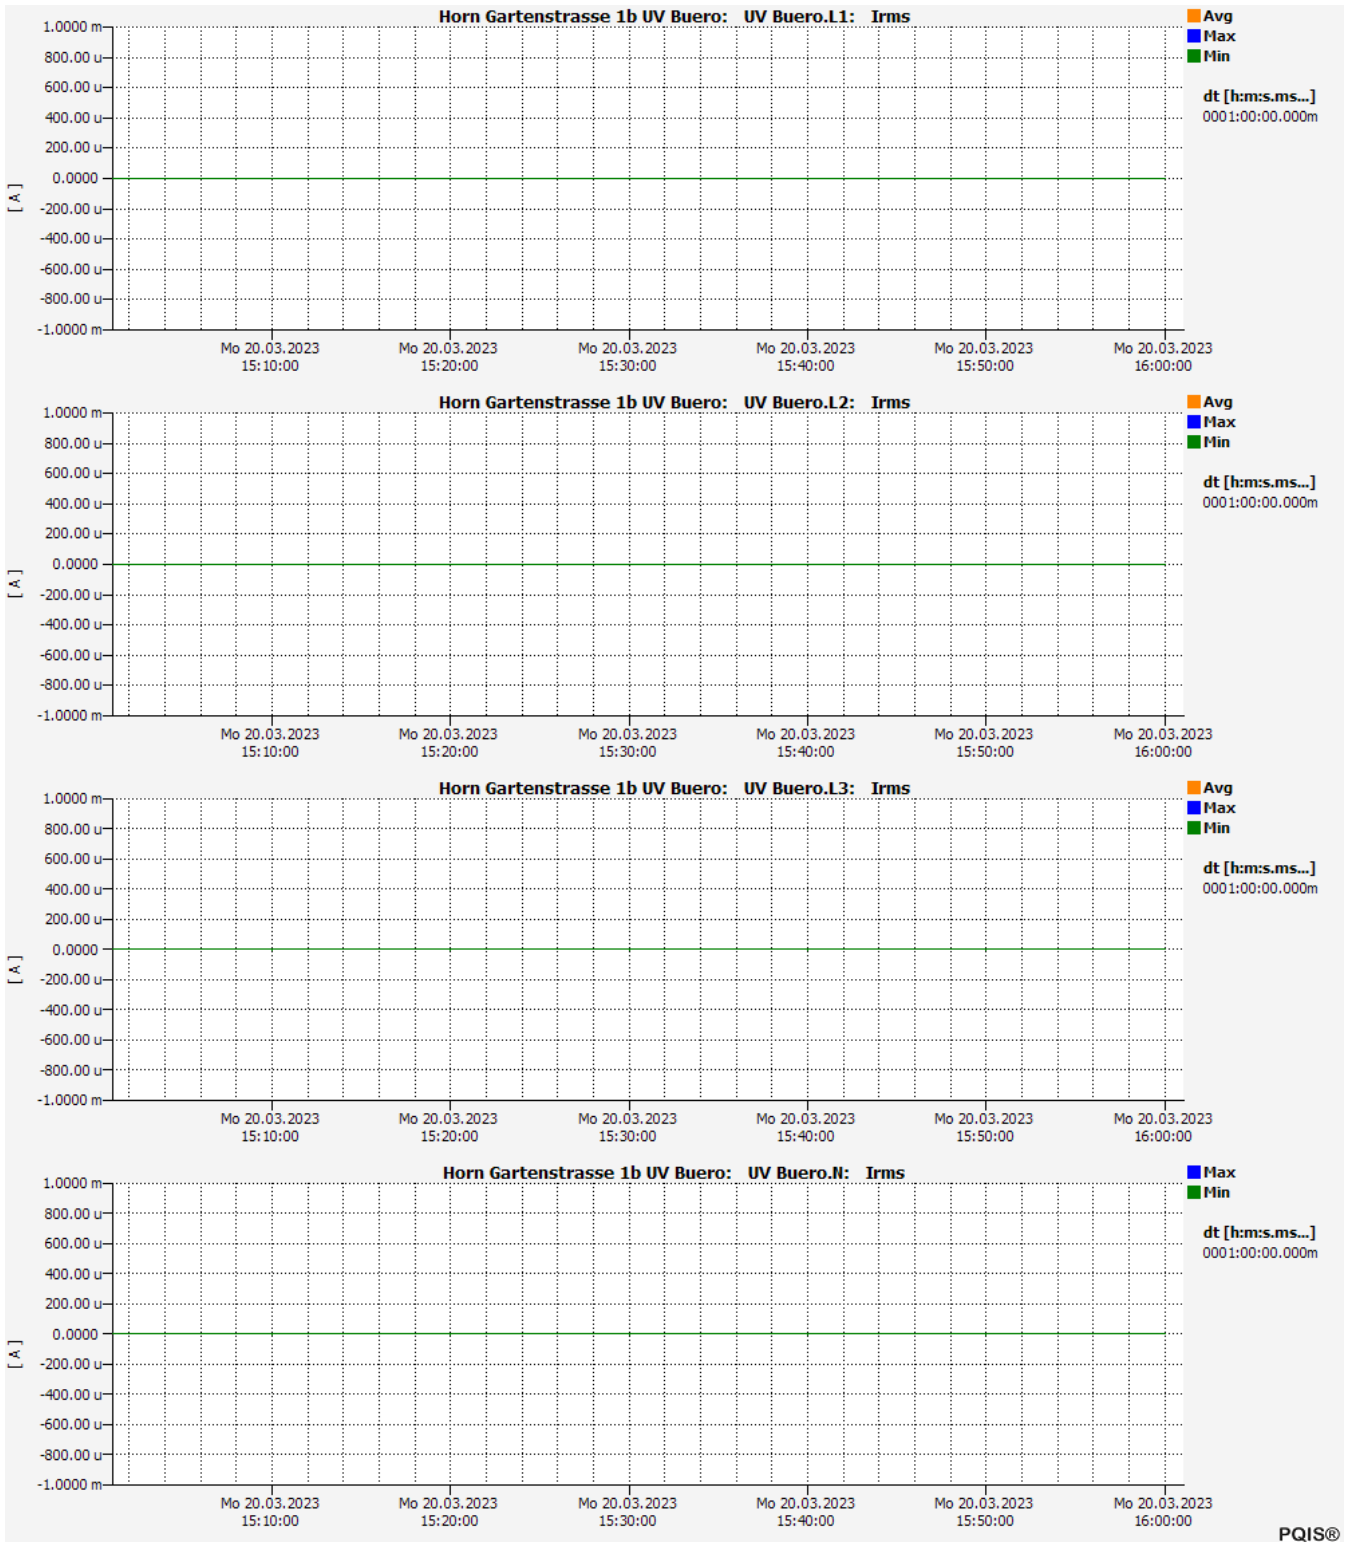 Horn Gartenstrasse 1b UV Buero: UV Buero.L1: Irms
Avg
Max
Min
dt [h:m:s.ms...]
0001:00:00.000m
1.0000 m
800.00 u
600.00 u
400.00 u
200.00 u
0.0000
-200.00 u
-400.00 u
-600.00 u
-800.00 u
-1.0000 m
[ A ]
Mo 20.03.2023 Mo 20.03.2023 Mo 20.03.2023 Mo 20.03.2023 Mo 20.03.2023 Mo 20.03.2023
15:10:00 15:20:00 15:30:00 15:40:00 15:50:00 16:00:00
Horn Gartenstrasse 1b UV Buero: UV Buero.L2: Irms
Avg
Max
Min
dt [h:m:s.ms...]
0001:00:00.000m
1.0000 m
800.00 u
600.00 u
400.00 u
200.00 u
0.0000
-200.00 u
-400.00 u
-600.00 u
-800.00 u
-1.0000 m
[ A ]
Mo 20.03.2023 Mo 20.03.2023 Mo 20.03.2023 Mo 20.03.2023 Mo 20.03.2023 Mo 20.03.2023
15:10:00 15:20:00 15:30:00 15:40:00 15:50:00 16:00:00
Horn Gartenstrasse 1b UV Buero: UV Buero.L3: Irms
Avg
Max
Min
dt [h:m:s.ms...]
0001:00:00.000m
1.0000 m
800.00 u
600.00 u
400.00 u
200.00 u
0.0000
-200.00 u
-400.00 u
-600.00 u
-800.00 u
-1.0000 m
[ A ]
Mo 20.03.2023 Mo 20.03.2023 Mo 20.03.2023 Mo 20.03.2023 Mo 20.03.2023 Mo 20.03.2023
15:10:00 15:20:00 15:30:00 15:40:00 15:50:00 16:00:00
Horn Gartenstrasse 1b UV Buero: UV Buero.N: Irms
Max
Min
dt [h:m:s.ms...]
0001:00:00.000m
1.0000 m
800.00 u
600.00 u
400.00 u
200.00 u
0.0000
-200.00 u
-400.00 u
-600.00 u
-800.00 u
-1.0000 m
[ A ]
Mo 20.03.2023 Mo 20.03.2023 Mo 20.03.2023 Mo 20.03.2023 Mo 20.03.2023 Mo 20.03.2023
15:10:00 15:20:00 15:30:00 15:40:00 15:50:00 16:00:00
PQIS®